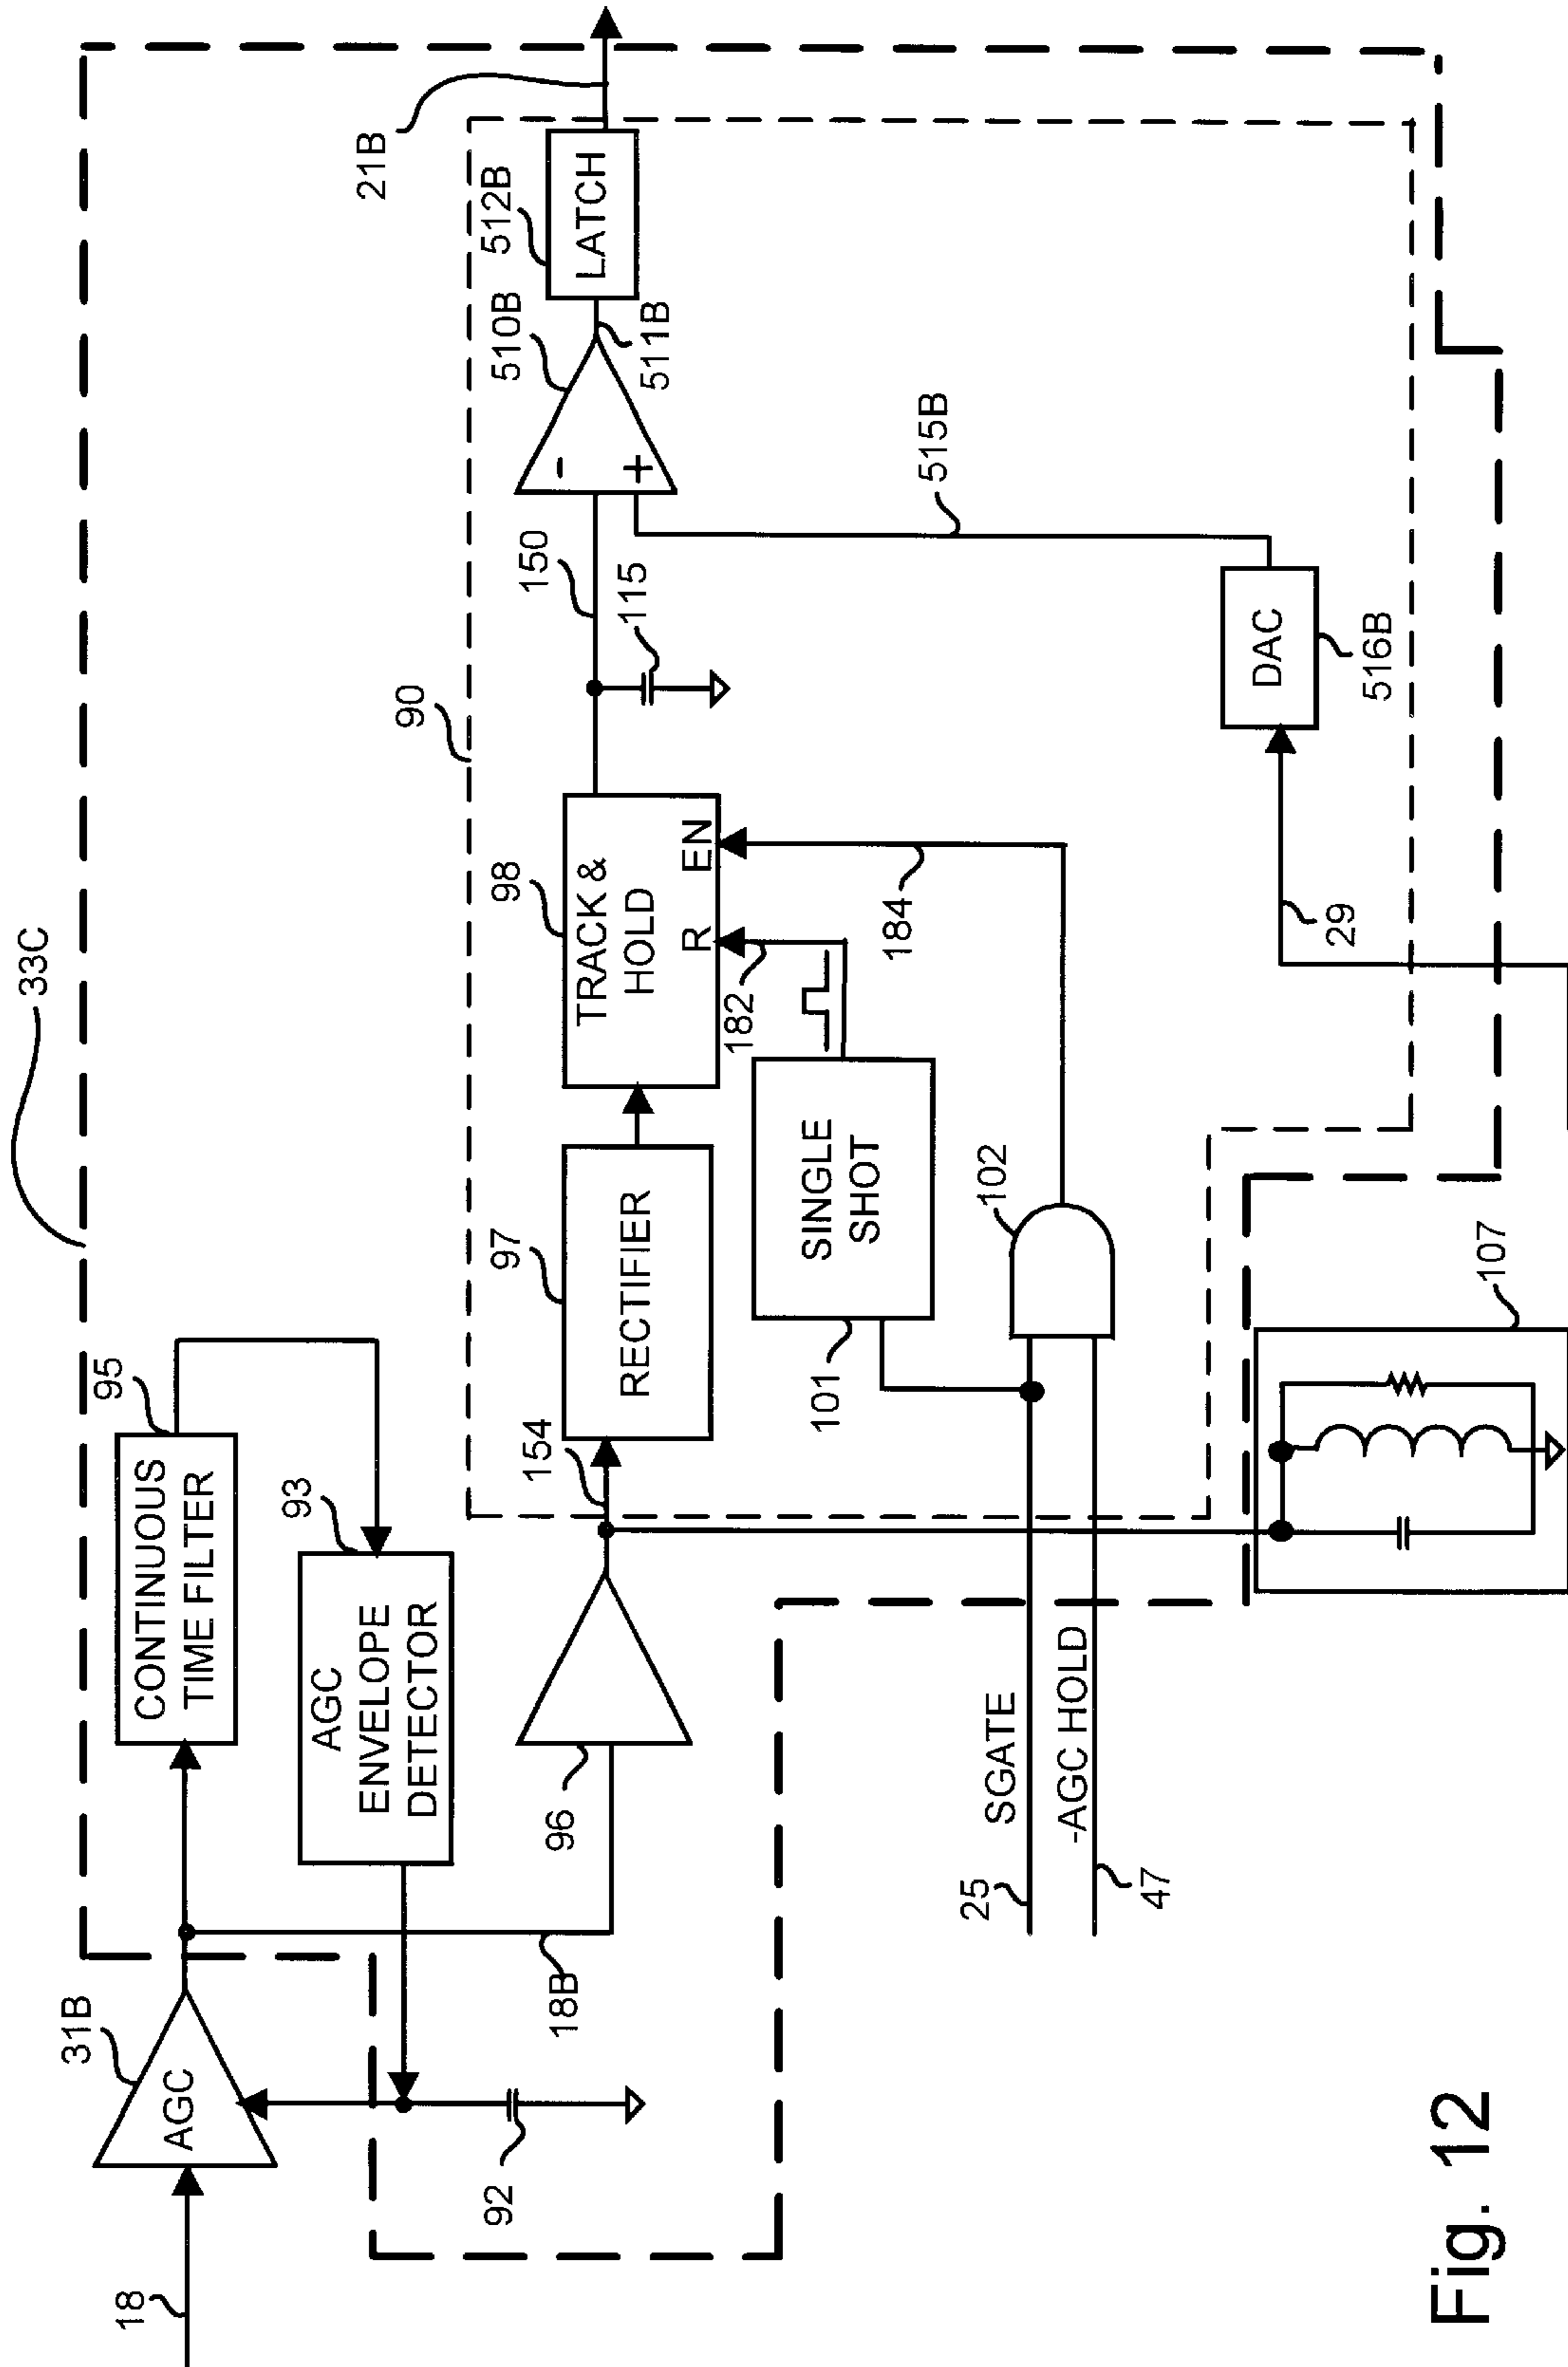 33C
18
AGC
31B
92
CONTINUOUS
TIME FILTER
95
AGC
ENVELOPE
DETECTOR
93
18B
96
154
90
RECTIFIER
97
TRACK &
HOLD
R
EN
98
150
115
-
+
510B
511B
LATCH
512B
21B
SINGLE
SHOT
101
182
184
102
SGATE
25
-AGC HOLD
47
515B
DAC
516B
29
107
Fig. 12